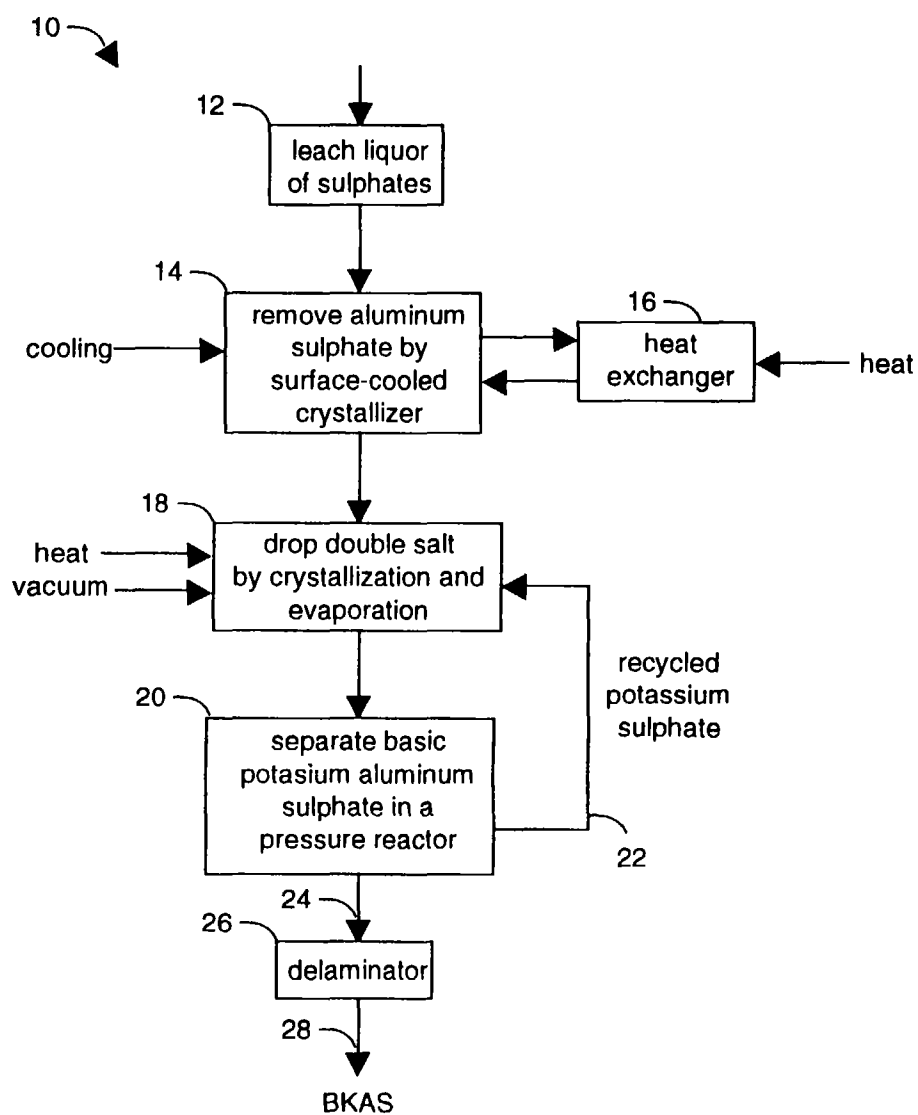 10
12
leach liquor
of sulphates
14
remove aluminum
sulphate by
surface-cooled
crystallizer
cooling
16
heat
exchanger
heat
18
drop double salt
by crystallization and
evaporation
heat
vacuum
recycled
potassium
sulphate
20
separate basic
potasium aluminum
sulphate in a
pressure reactor
22
24
26
delaminator
28
BKAS